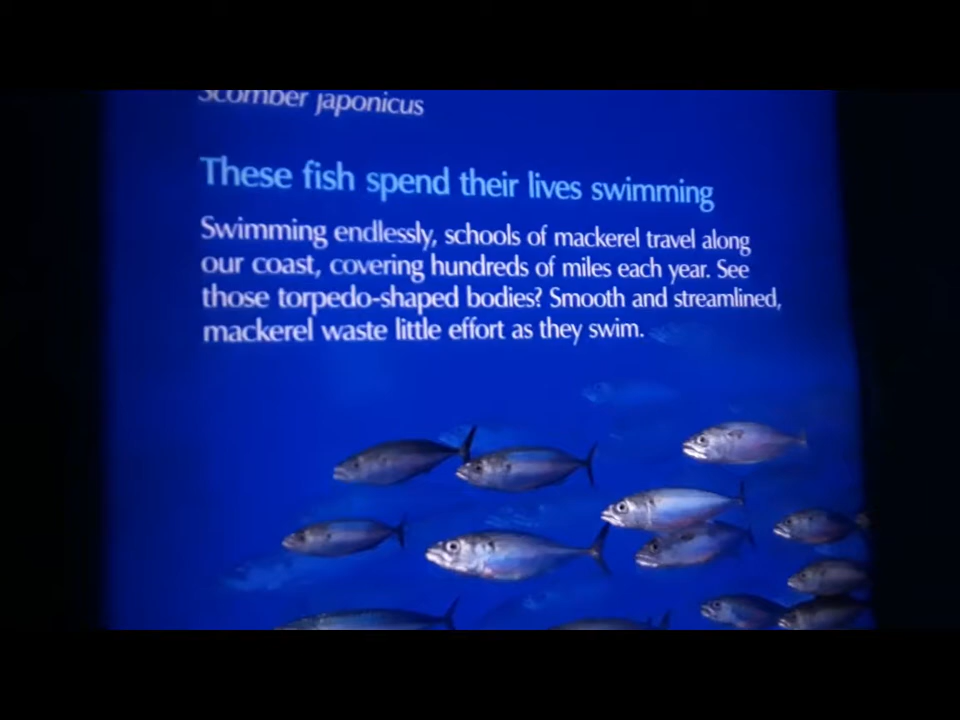 Scomber japonicus
These fish spend their lives swimming
Swimming endlessly, schools of mackerel travel along
our coast, covering hundreds of miles each year. See
those torpedo-shaped bodies? Smooth and streamlined,
mackerel waste little effort as they swim.